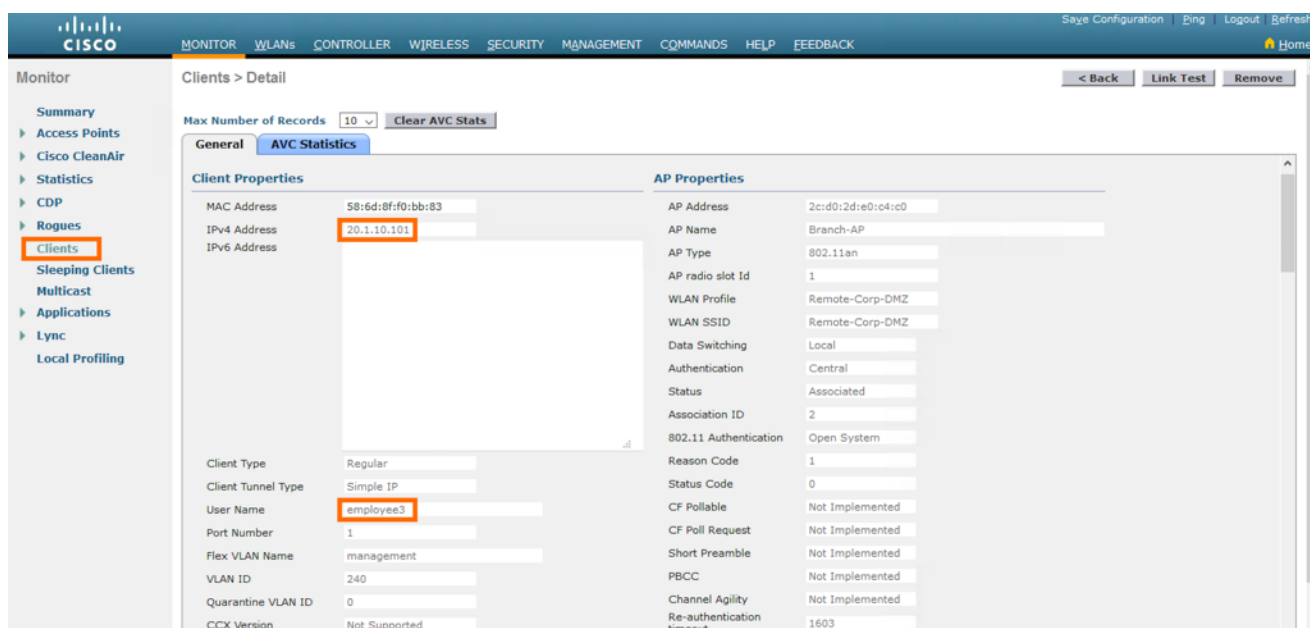 Save Configuration | Ping | Logout | Refresh
CISCO
MONITOR WLANs CONTROLLER WIRELESS SECURITY MANAGEMENT COMMANDS HELP FEEDBACK
Home
Monitor
Summary
Access Points
Cisco CleanAir
Statistics
CDP
Rogues
Clients
Sleeping Clients
Multicast
Applications
Lync
Local Profiling
Clients > Detail
< Back Link Test Remove
Max Number of Records 10 Clear AVC Stats
General AVC Statistics
Client Properties
MAC Address 58:6d:8f:f0:bb:83
IPv4 Address 20.1.10.101
IPv6 Address
Client Type Regular
Client Tunnel Type Simple IP
User Name employee3
Port Number 1
Flex VLAN Name management
VLAN ID 240
Quarantine VLAN ID 0
CCX Version Not Supported
AP Properties
AP Address 2c:d0:2d:e0:c4:c0
AP Name Branch-AP
AP Type 802.11an
AP radio slot Id 1
WLAN Profile Remote-Corp-DMZ
WLAN SSID Remote-Corp-DMZ
Data Switching Local
Authentication Central
Status Associated
Association ID 2
802.11 Authentication Open System
Reason Code 1
Status Code 0
CF Pollable Not Implemented
CF Poll Request Not Implemented
Short Preamble Not Implemented
PBCC Not Implemented
Channel Agility Not Implemented
Re-authentication
timeout 1603